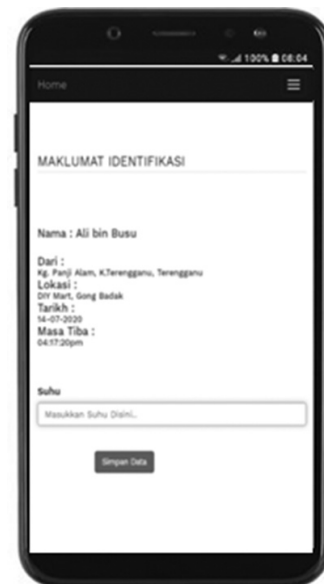 100% 08:04
Home
MAKLUMAT IDENTIFIKASI
Nama : Ali bin Busu
Dari :
Kg. Panji Alam, K.Terengganu, Terengganu
Lokasi :
DIY Mart, Gong Badak
Tarikh :
14-07-2020
Masa Tiba :
04:17:20pm
Suhu
Masukkan Suhu Disini..
Simpan Data